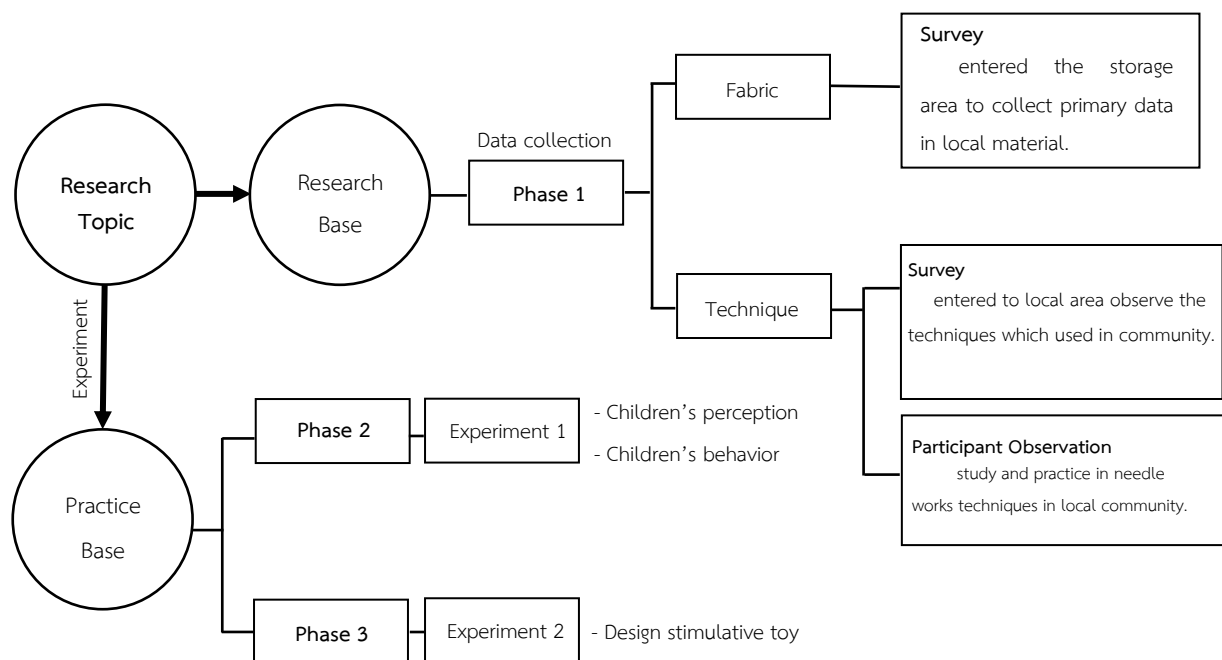 Research
Topic
Research
Base
Data collection
Phase 1
Fabric
Survey
entered the storage
area to collect primary data
in local material.
Technique
Survey
entered to local area observe the
techniques which used in community.
Participant Observation
study and practice in needle
works techniques in local community.
Experiment
Practice
Base
Phase 2
Experiment 1
- Children’s perception
- Children’s behavior
Phase 3
Experiment 2
- Design stimulative toy